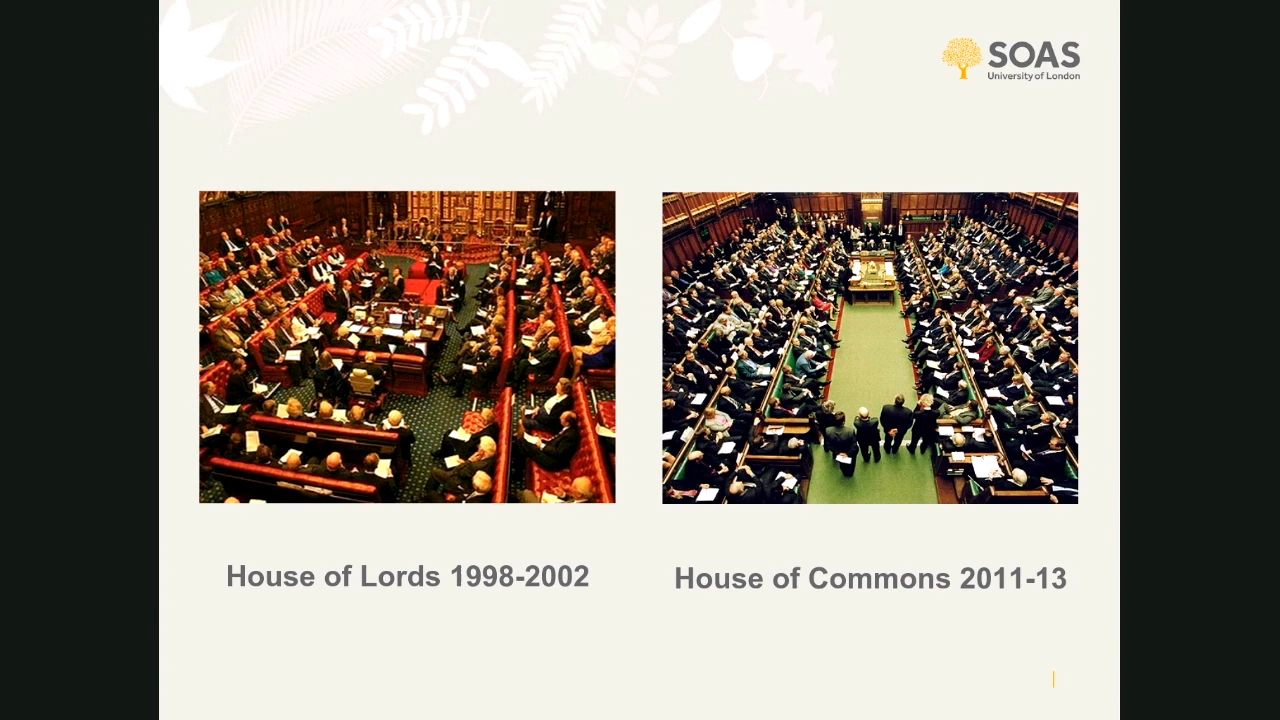 SOAS
University of London
House of Lords 1998-2002
House of Commons 2011-13